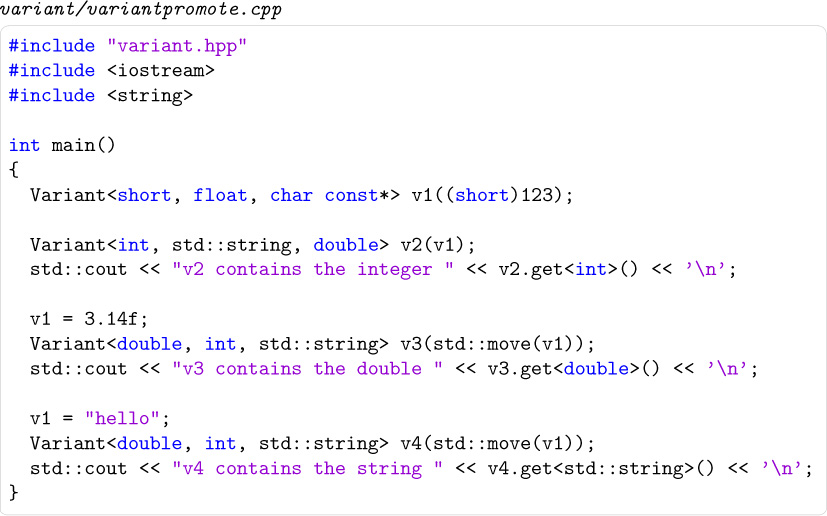 variant/variantpromote.cpp
#include "variant.hpp"
#include <iostream>
#include <string>

int main()
{
  Variant<short, float, char const*> v1((short)123);

  Variant<int, std::string, double> v2(v1);
  std::cout << "v2 contains the integer " << v2.get<int>() << '\n';

  v1 = 3.14f;
  Variant<double, int, std::string> v3(std::move(v1));
  std::cout << "v3 contains the double " << v3.get<double>() << '\n';

  v1 = "hello";
  Variant<double, int, std::string> v4(std::move(v1));
  std::cout << "v4 contains the string " << v4.get<std::string>() << '\n';
}